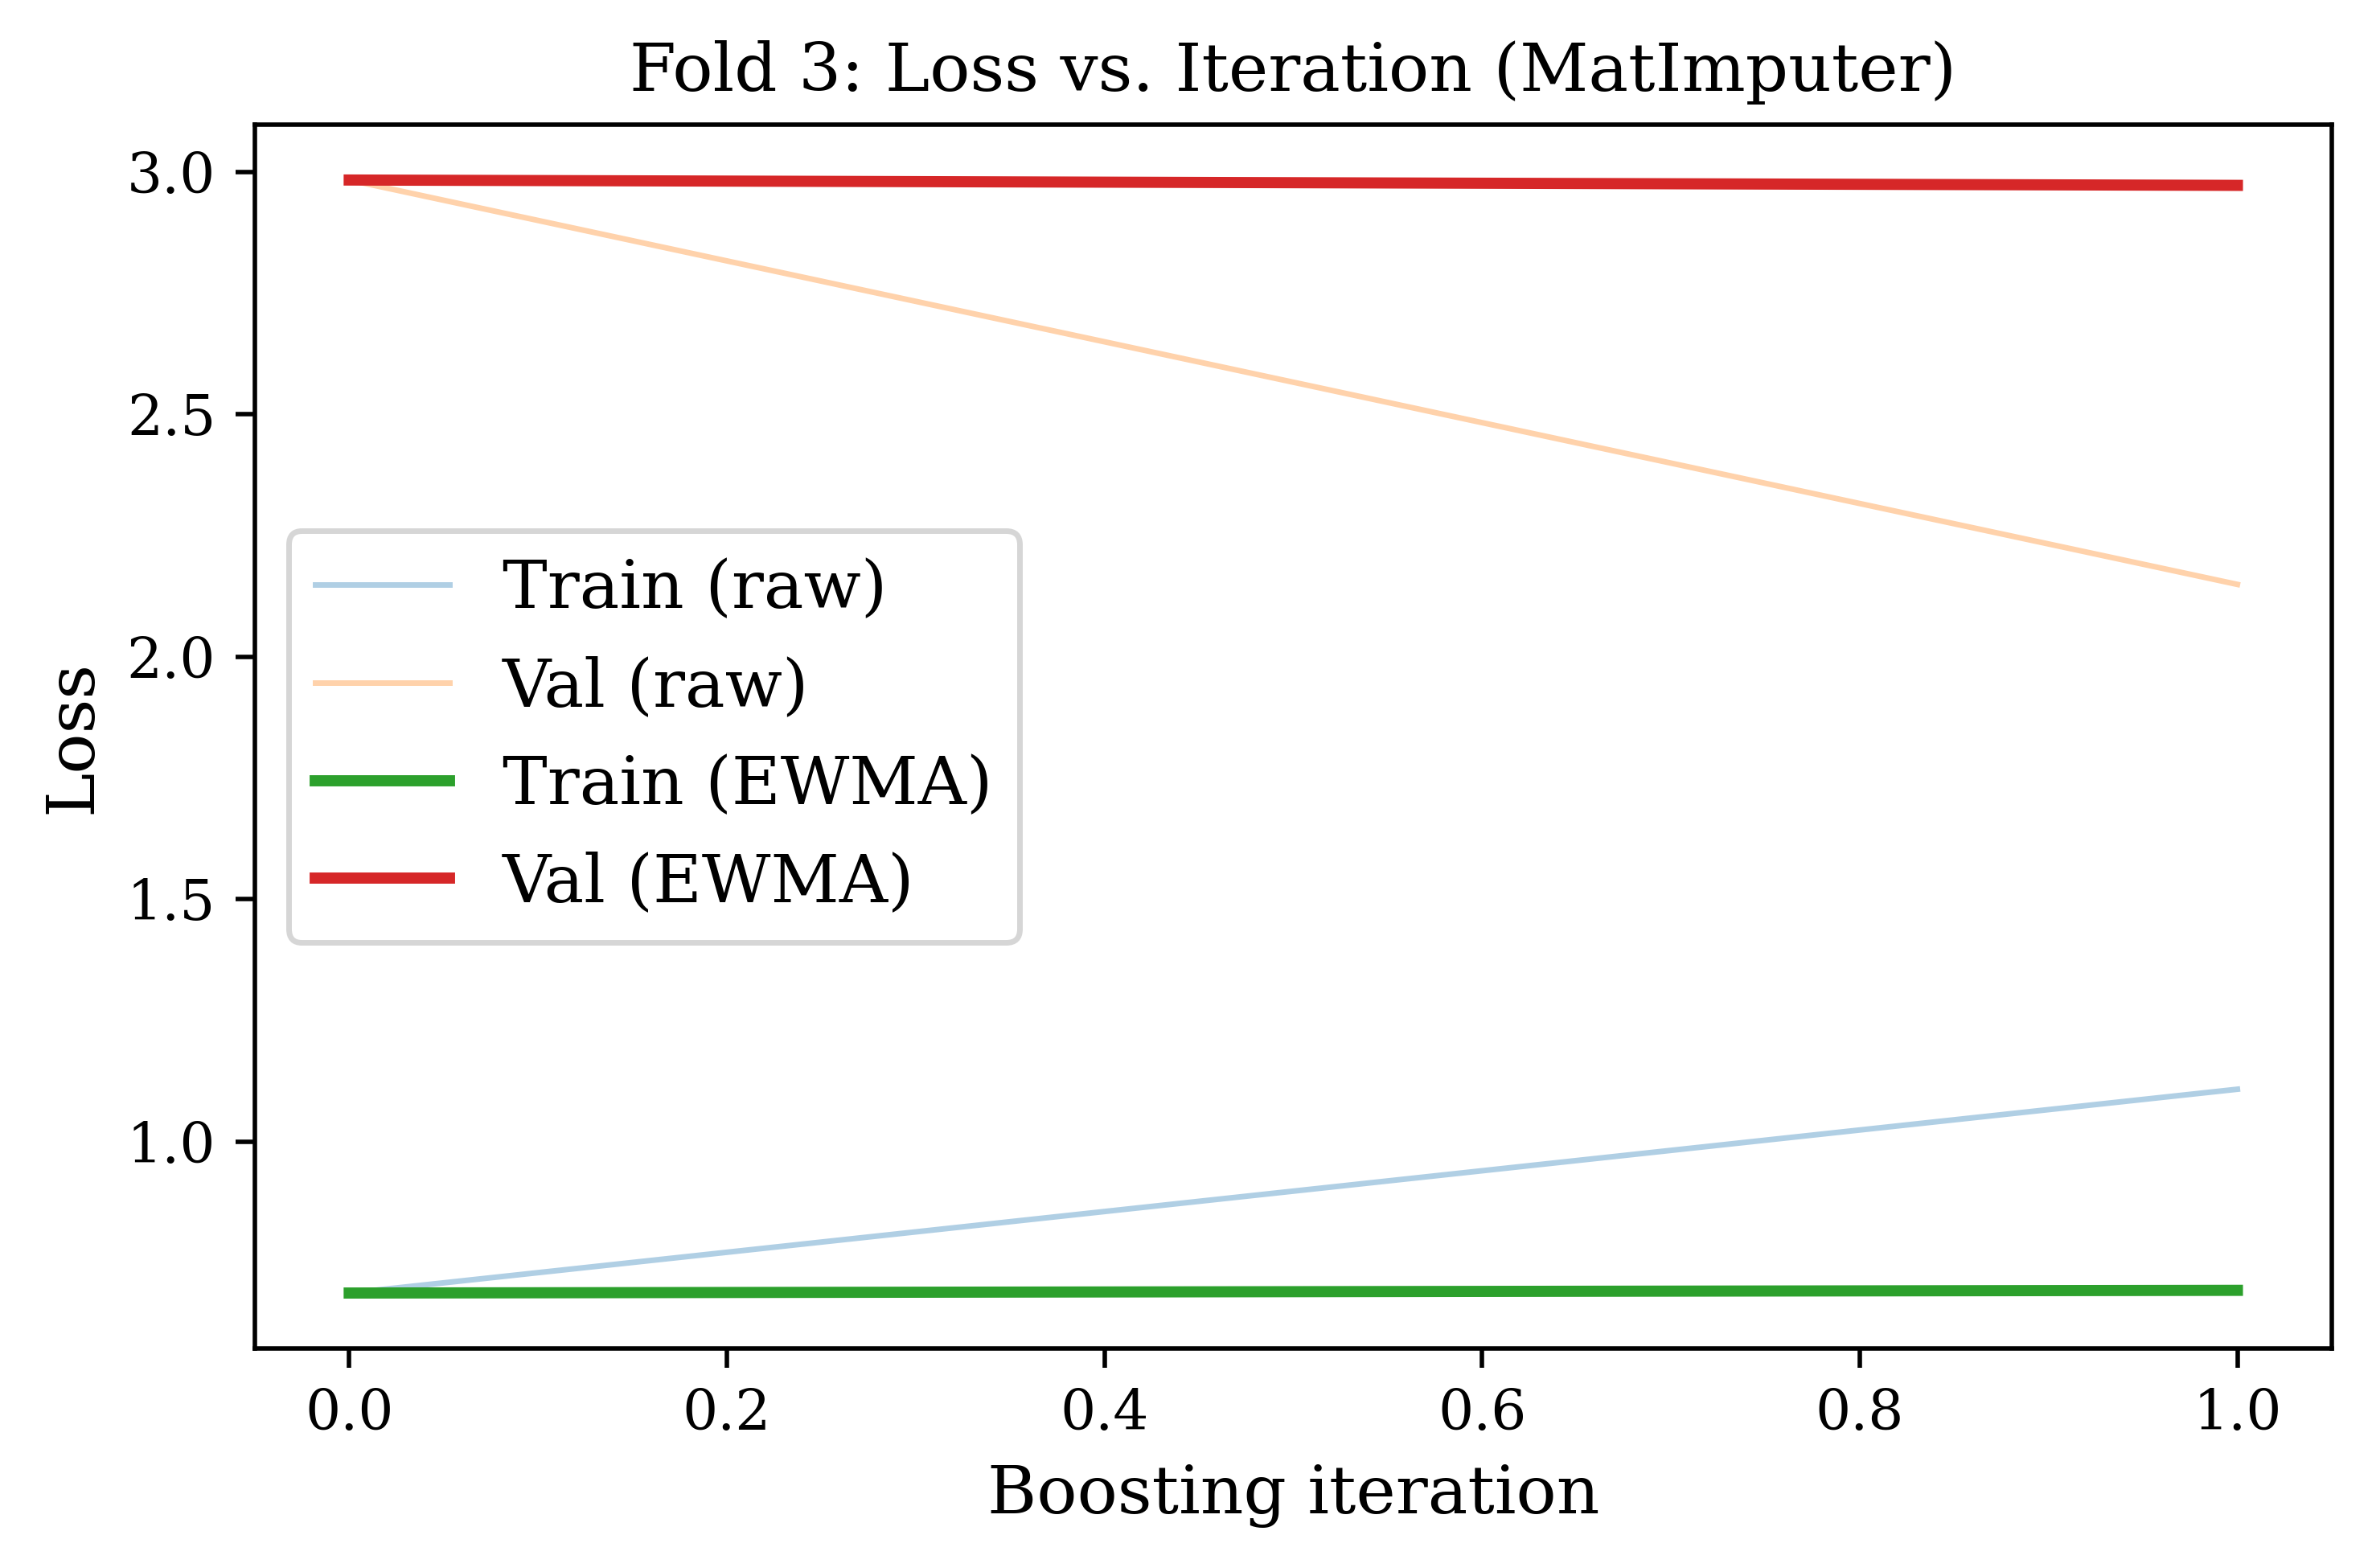 Fold 3: Loss vs. Iteration (MatImputer)
3.0
2.5
2.0
1.5
1.0
Loss
Train (raw)
Val (raw)
Train (EWMA)
Val (EWMA)
0.0 0.2 0.4 0.6 0.8 1.0
Boosting iteration